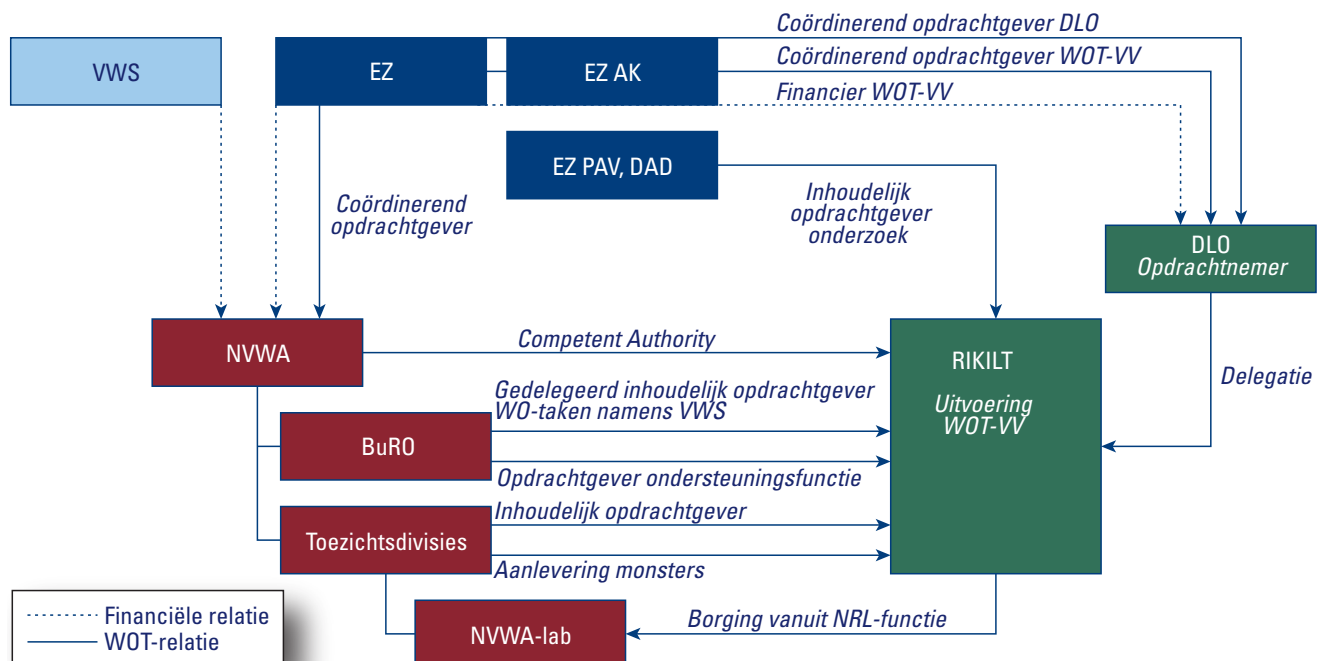 Coördinerend opdrachtgever DLO
VWS
EZ
EZ AK
Coördinerend opdrachtgever WOT-VV
Financier WOT-VV
EZ PAV, DAD
Coördinerend
opdrachtgever
Inhoudelijk
opdrachtgever
onderzoek
DLO
Opdrachtnemer
NVWA
Competent Authority
RIKILT
Uitvoering
WOT-VV
Delegatie
Gedelegeerd inhoudelijk opdrachtgever
WO-taken namens VWS
BuRO
Opdrachtgever ondersteuningsfunctie
Inhoudelijk opdrachtgever
Toezichtsdivisies
Aanlevering monsters
Financiële relatie
WOT-relatie
NVWA-lab
Borging vanuit NRL-functie